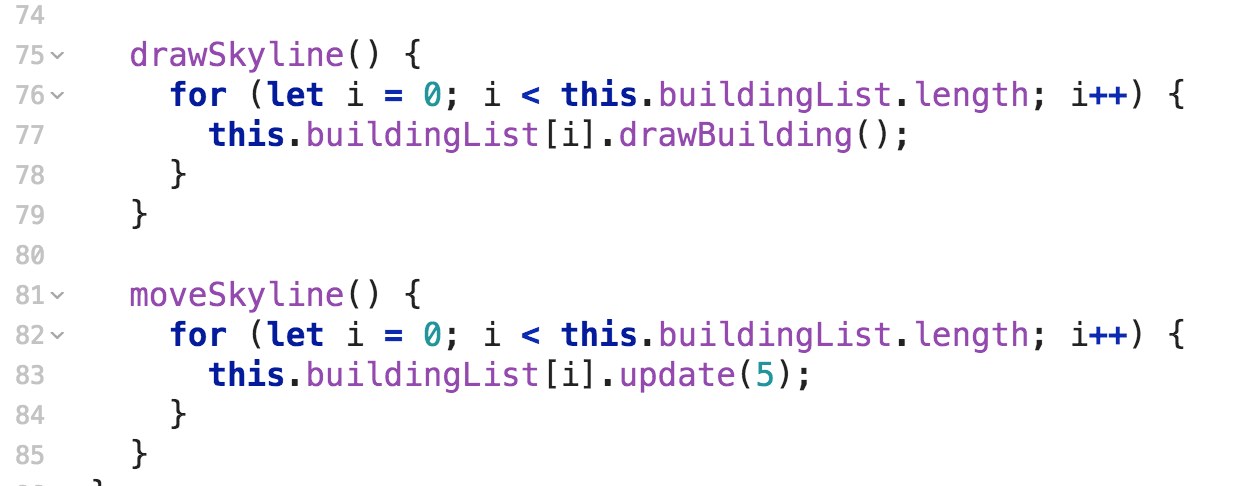 74
75 drawSkyline() {
76 for (let i = 0; i < this.buildingList.length; i++) {
77 this.buildingList[i].drawBuilding();
78 }
79 }
80
81 moveSkyline() {
82 for (let i = 0; i < this.buildingList.length; i++) {
83 this.buildingList[i].update(5);
84 }
85 }